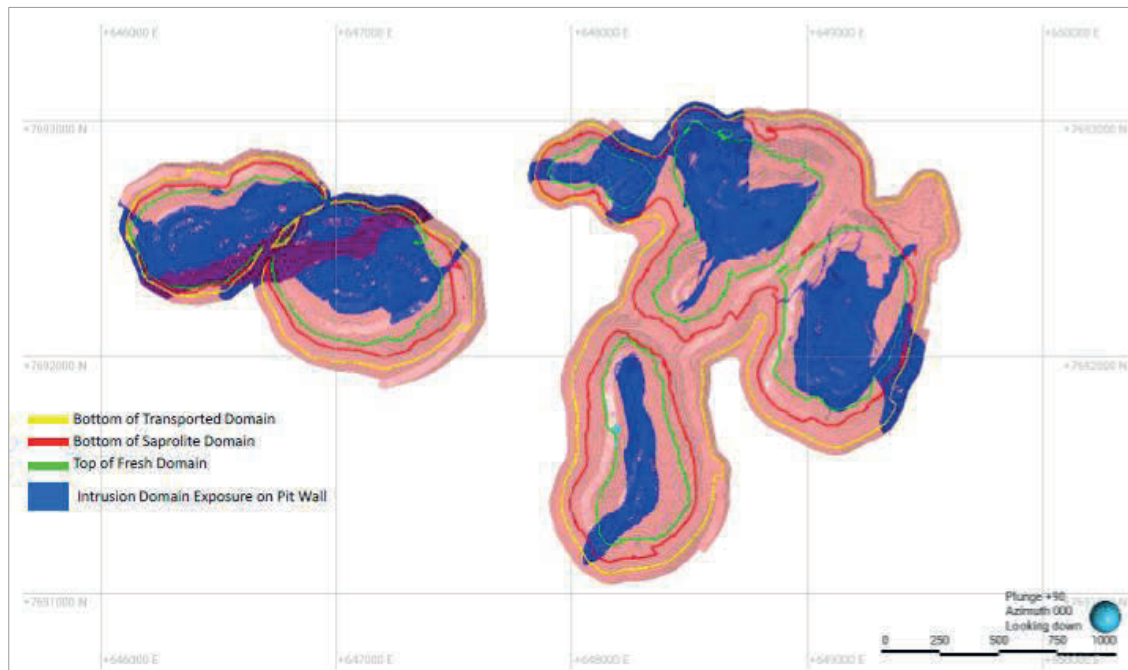 +646000 E
+647000 E
+648000 E
+649000 E
+650000 E
+7693000 N
+7693000 N
+7692000 N
+7692000 N
Bottom of Transported Domain
Bottom of Saprolite Domain
Top of Fresh Domain
Intrusion Domain Exposure on Pit Wall
+7691000 N
Plunge +90
Azimuth 000
Looking down
0 250 500 750 1000
+646000 E
+647000 E
+648000 E
+649000 E